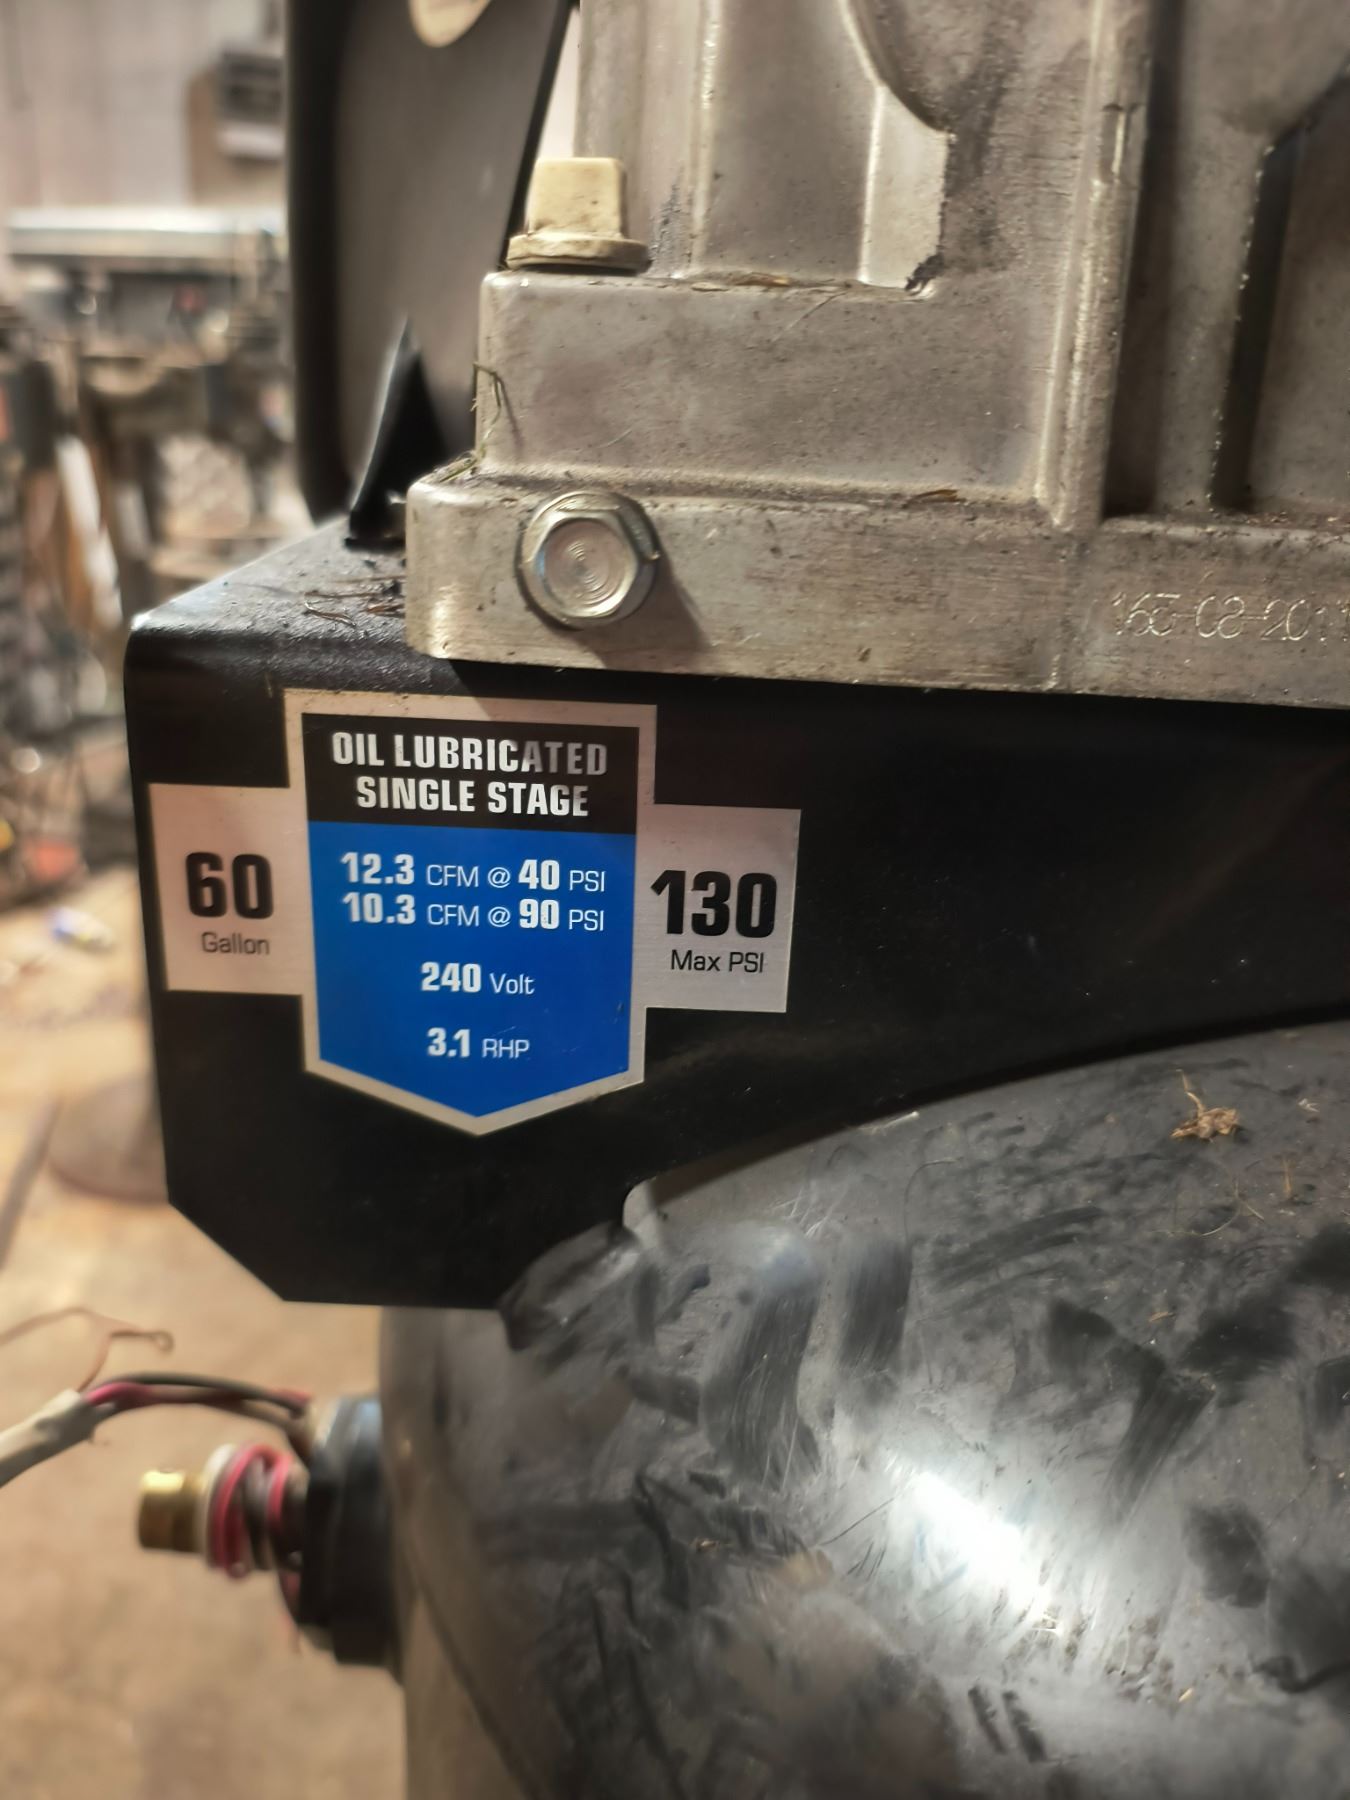 OIL LUBRICATED
SINGLE STAGE
60
Gallon
12.3 CFM @ 40 PSI
10.3 CFM @ 90 PSI
240 Volt
3.1 RHP
130
Max PSI